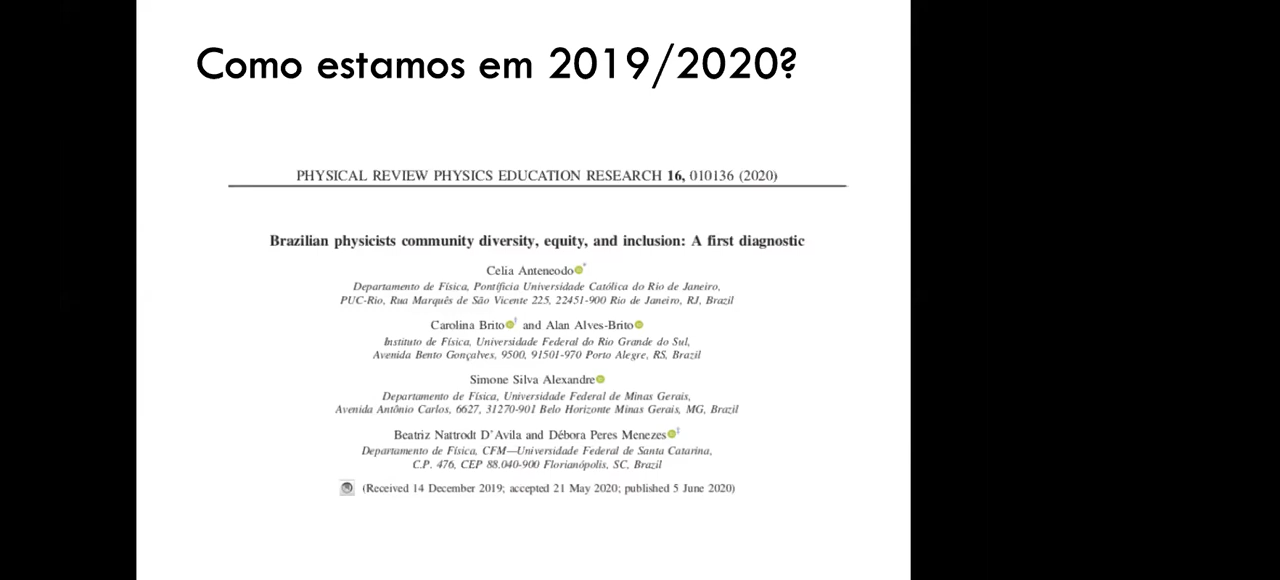 Como estamos em 2019/2020?
PHYSICAL REVIEW PHYSICS EDUCATION RESEARCH 16, 010136 (2020)
Brazilian physicists community diversity, equity, and inclusion: A first diagnostic
Celia Anteneodo*
Departamento de Física, Pontifícia Universidade Católica do Rio de Janeiro,
PUC-Rio, Rua Marquês de São Vicente 225, 22451-900 Rio de Janeiro, RJ, Brazil
Carolina Brito† and Alan Alves-Brito
Instituto de Física, Universidade Federal do Rio Grande do Sul,
Avenida Bento Gonçalves, 9500, 91501-970 Porto Alegre, RS, Brazil
Simone Silva Alexandre
Departamento de Física, Universidade Federal de Minas Gerais,
Avenida Antônio Carlos, 6627, 31270-901 Belo Horizonte Minas Gerais, MG, Brazil
Beatriz Nattrodt D'Avila and Débora Peres Menezes‡
Departamento de Física, CFM—Universidade Federal de Santa Catarina,
C.P. 476, CEP 88.040-900 Florianópolis, SC, Brazil
(Received 14 December 2019; accepted 21 May 2020; published 5 June 2020)